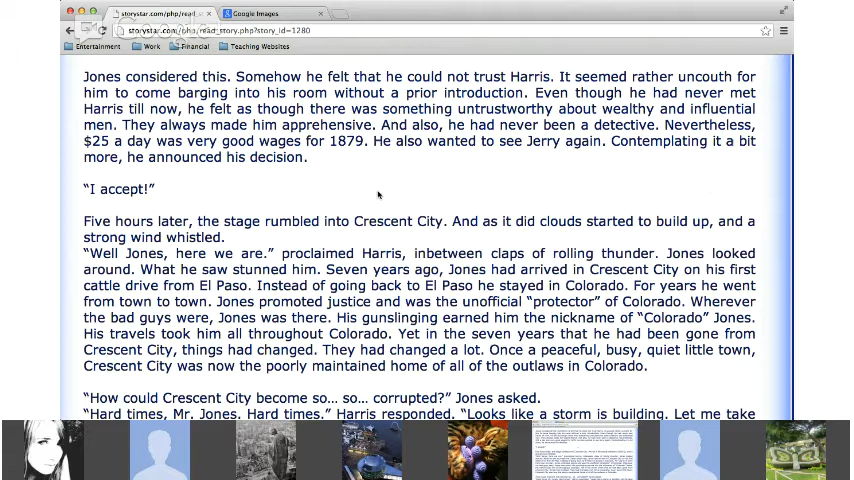 storystar.com/php/read_s
Google Images
Google
storystar.com/php/read_story.php?story_id=1280
Entertainment Work Financial Teaching Websites
Jones considered this. Somehow he felt that he could not trust Harris. It seemed rather uncouth for
him to come barging into his room without a prior introduction. Even though he had never met
Harris till now, he felt as though there was something untrustworthy about wealthy and influential
men. They always made him apprehensive. And also, he had never been a detective. Nevertheless,
$25 a day was very good wages for 1879. He also wanted to see Jerry again. Contemplating it a bit
more, he announced his decision.
“I accept!”
Five hours later, the stage rumbled into Crescent City. And as it did clouds started to build up, and a
strong wind whistled.
“Well Jones, here we are.” proclaimed Harris, inbetween claps of rolling thunder. Jones looked
around. What he saw stunned him. Seven years ago, Jones had arrived in Crescent City on his first
cattle drive from El Paso. Instead of going back to El Paso he stayed in Colorado. For years he went
from town to town. Jones promoted justice and was the unofficial “protector” of Colorado. Wherever
the bad guys were, Jones was there. His gunslinging earned him the nickname of “Colorado” Jones.
His travels took him all throughout Colorado. Yet in the seven years that he had been gone from
Crescent City, things had changed. They had changed a lot. Once a peaceful, busy, quiet little town,
Crescent City was now the poorly maintained home of all of the outlaws in Colorado.
“How could Crescent City become so... so... corrupted?” Jones asked.
“Hard times, Mr. Jones. Hard times.” Harris responded. “Looks like a storm is building. Let me take